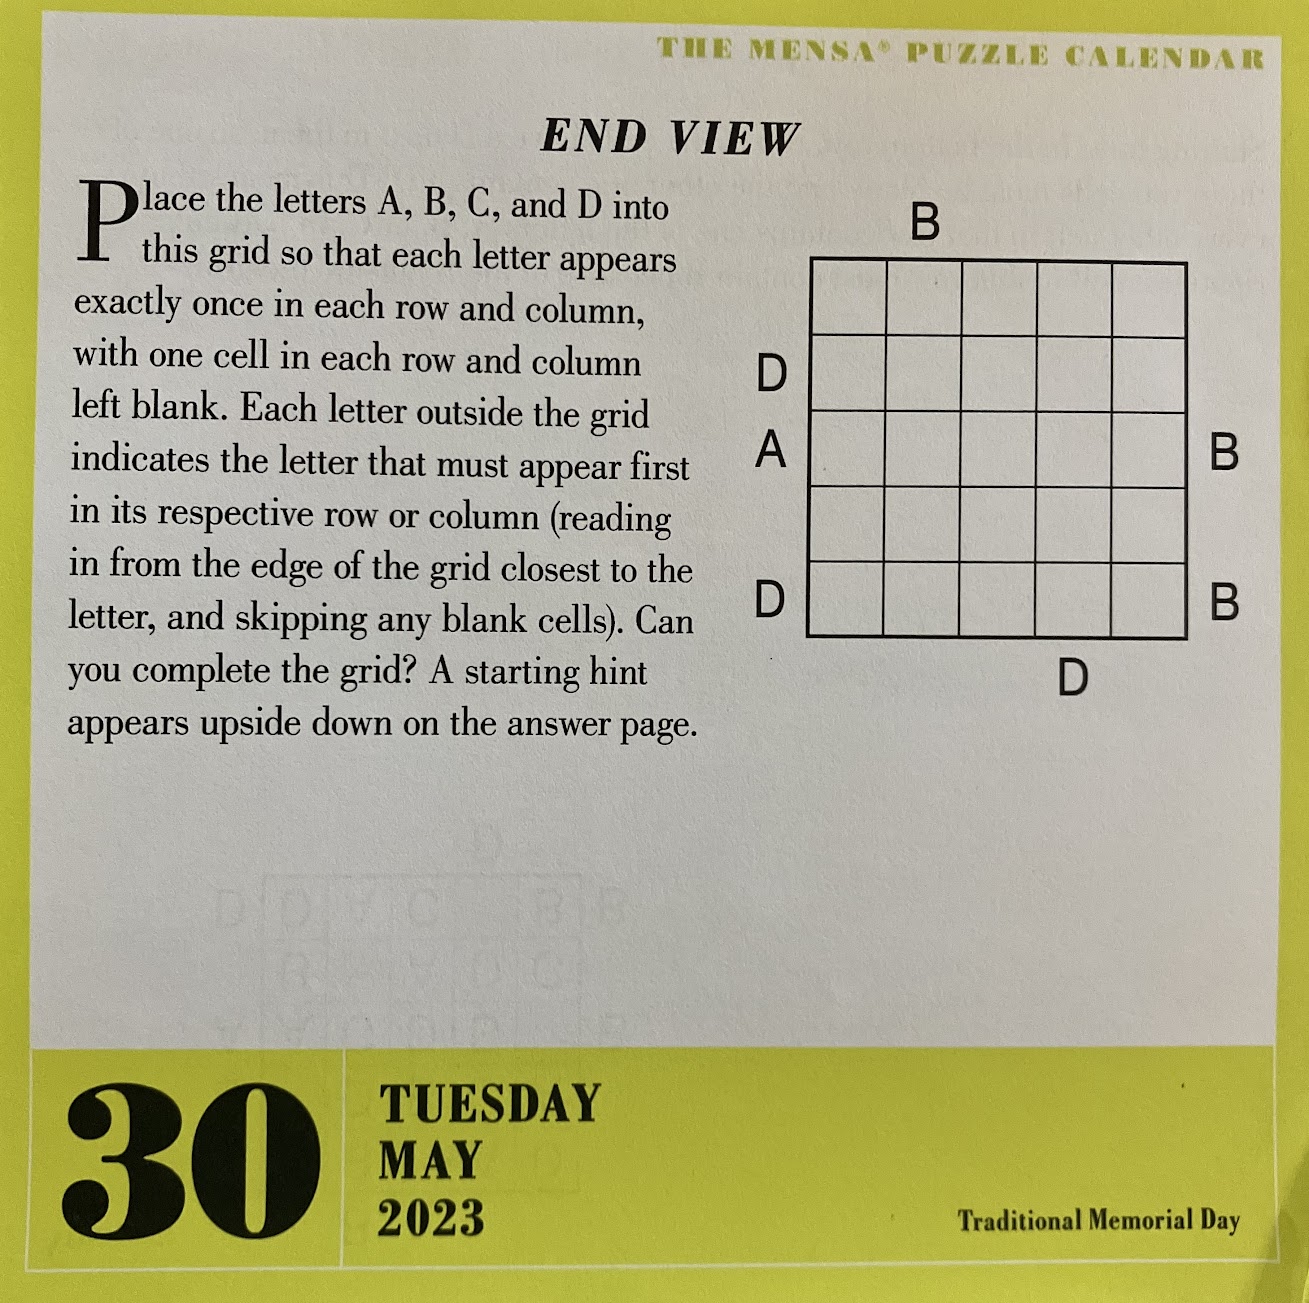 THE MENSA® PUZZLE CALENDAR
END VIEW
Place the letters A, B, C, and D into
this grid so that each letter appears
exactly once in each row and column,
with one cell in each row and column
left blank. Each letter outside the grid
indicates the letter that must appear first
in its respective row or column (reading
in from the edge of the grid closest to the
letter, and skipping any blank cells). Can
you complete the grid? A starting hint
appears upside down on the answer page.
B
D
A B
D B
D
30
TUESDAY
MAY
2023
Traditional Memorial Day